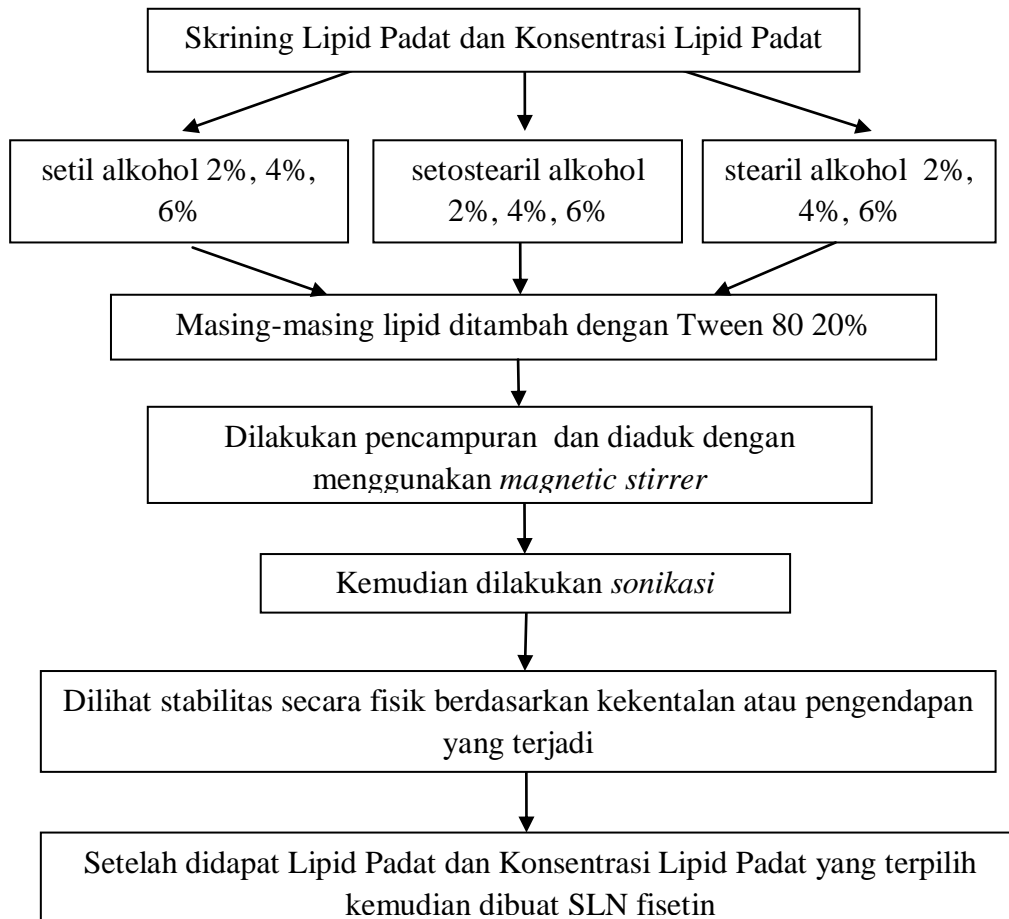 Skrining Lipid Padat dan Konsentrasi Lipid Padat
setil alkohol 2%, 4%,
6%
setostearil alkohol
2%, 4%, 6%
stearil alkohol  2%,
4%, 6%
Masing-masing lipid ditambah dengan Tween 80 20%
Dilakukan pencampuran  dan diaduk dengan
menggunakan magnetic stirrer
Kemudian dilakukan sonikasi
Dilihat stabilitas secara fisik berdasarkan kekentalan atau pengendapan
yang terjadi
Setelah didapat Lipid Padat dan Konsentrasi Lipid Padat yang terpilih
kemudian dibuat SLN fisetin